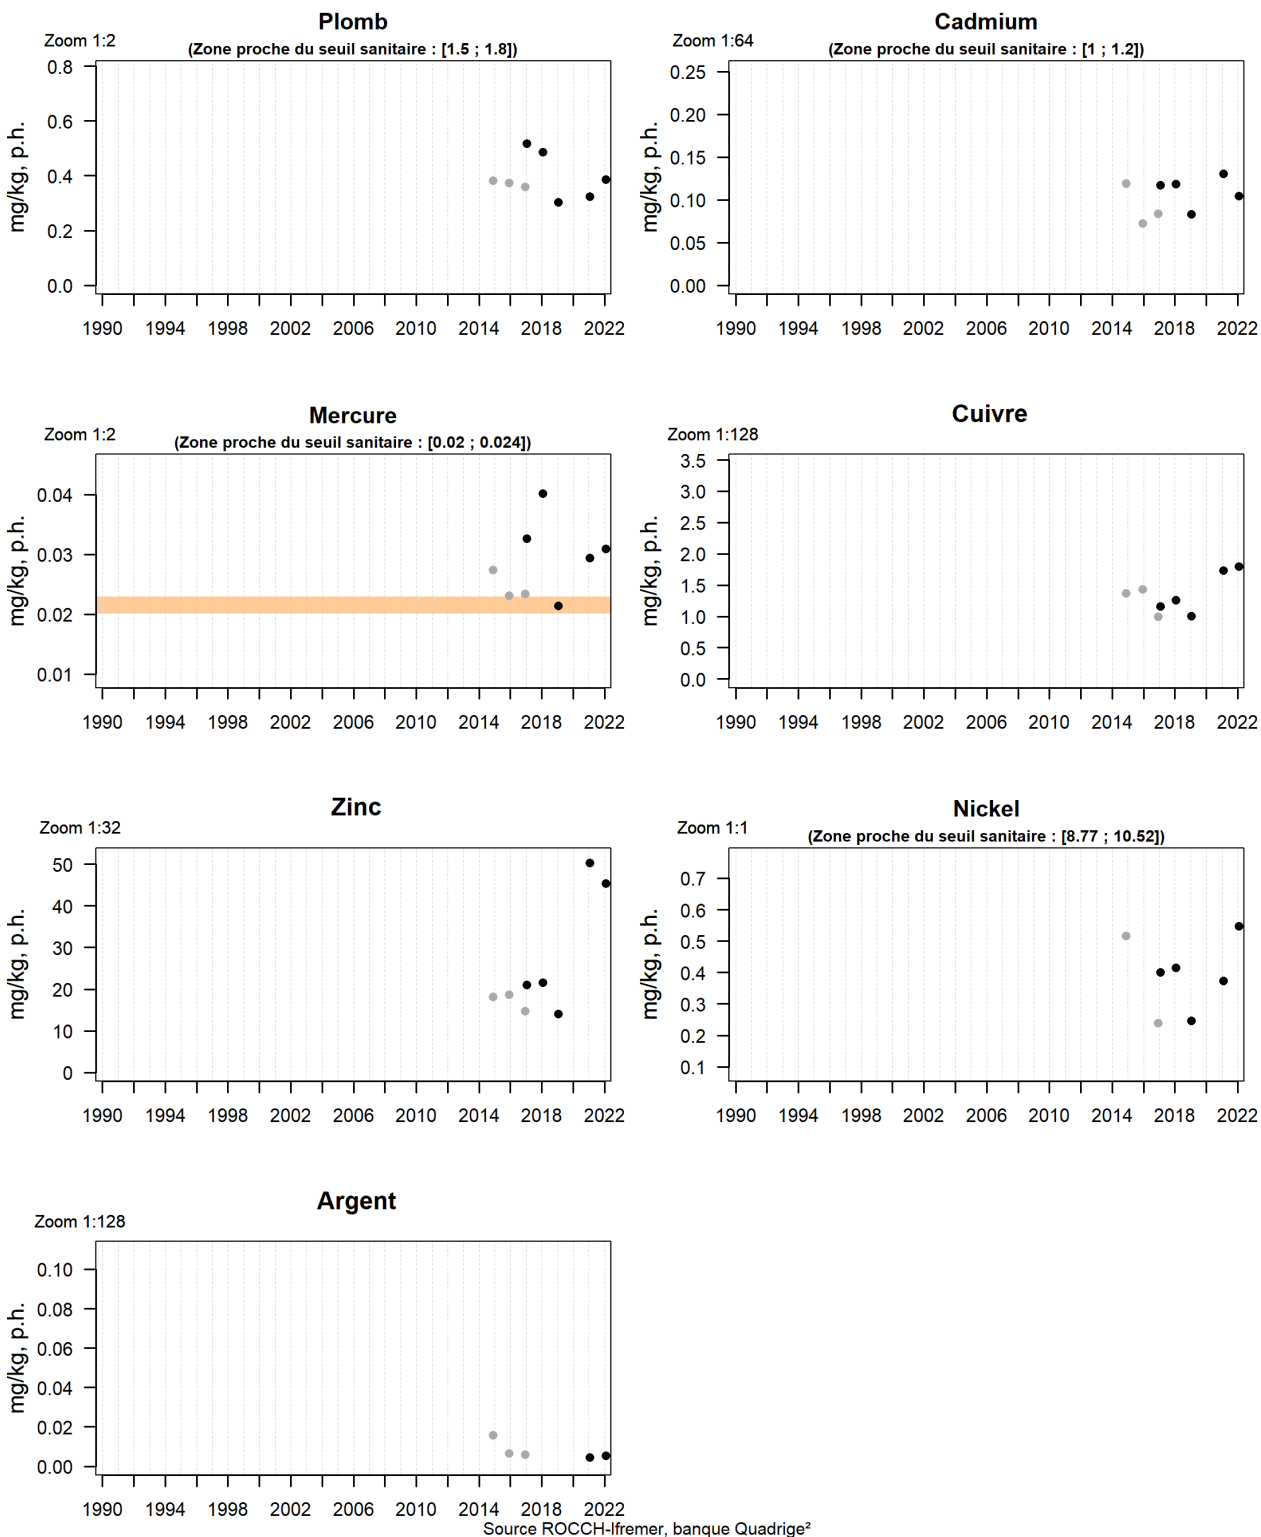 Plomb
Zoom 1:2
(Zone proche du seuil sanitaire : [1.5 ; 1.8])
mg/kg, p.h.
0.8
0.6
0.4
0.2
0.0
1990 1994 1998 2002 2006 2010 2014 2018 2022
Cadmium
Zoom 1:64
(Zone proche du seuil sanitaire : [1 ; 1.2])
mg/kg, p.h.
0.25
0.20
0.15
0.10
0.05
0.00
1990 1994 1998 2002 2006 2010 2014 2018 2022
Mercure
Zoom 1:2
(Zone proche du seuil sanitaire : [0.02 ; 0.024])
mg/kg, p.h.
0.04
0.03
0.02
0.01
1990 1994 1998 2002 2006 2010 2014 2018 2022
Cuivre
Zoom 1:128
mg/kg, p.h.
3.5
3.0
2.5
2.0
1.5
1.0
0.5
0.0
1990 1994 1998 2002 2006 2010 2014 2018 2022
Zinc
Zoom 1:32
mg/kg, p.h.
50
40
30
20
10
0
1990 1994 1998 2002 2006 2010 2014 2018 2022
Nickel
Zoom 1:1
(Zone proche du seuil sanitaire : [8.77 ; 10.52])
mg/kg, p.h.
0.7
0.6
0.5
0.4
0.3
0.2
0.1
1990 1994 1998 2002 2006 2010 2014 2018 2022
Argent
Zoom 1:128
mg/kg, p.h.
0.10
0.08
0.06
0.04
0.02
0.00
1990 1994 1998 2002 2006 2010 2014 2018 2022
Source ROCCH-Ifremer, banque Quadrige²